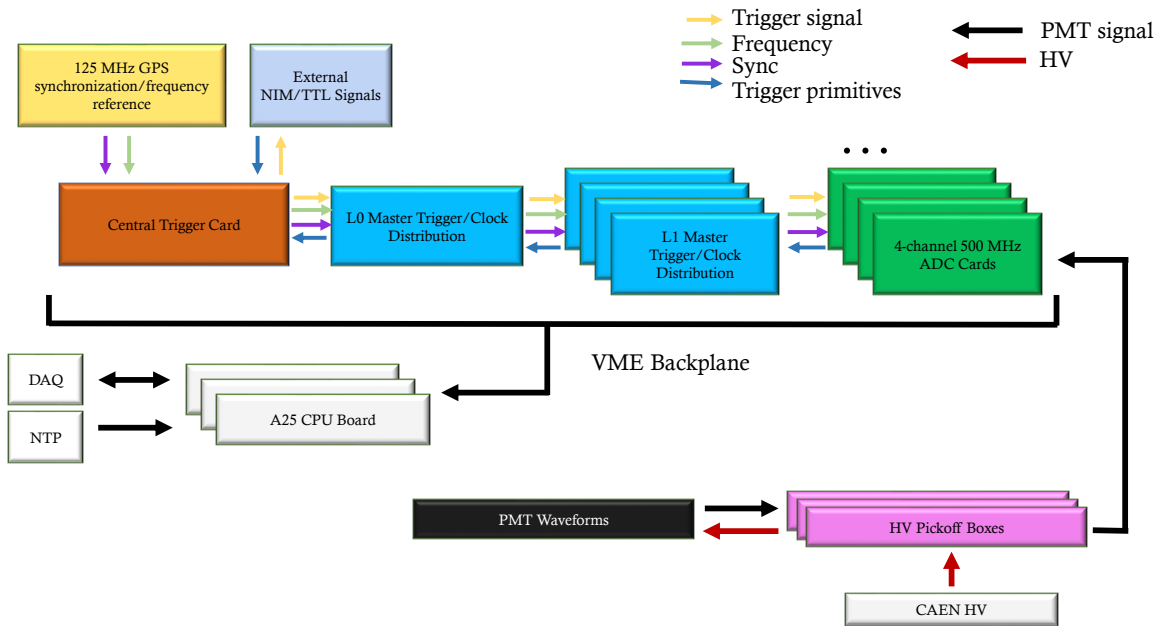 Trigger signal
Frequency
Sync
Trigger primitives
PMT signal
HV
125 MHz GPS
synchronization/frequency
reference
External
NIM/TTL Signals
• • •
Central Trigger Card
L0 Master Trigger/Clock
Distribution
L1 Master
Trigger/Clock
Distribution
4-channel 500 MHz
ADC Cards
VME Backplane
DAQ
NTP
A25 CPU Board
PMT Waveforms
HV Pickoff Boxes
CAEN HV